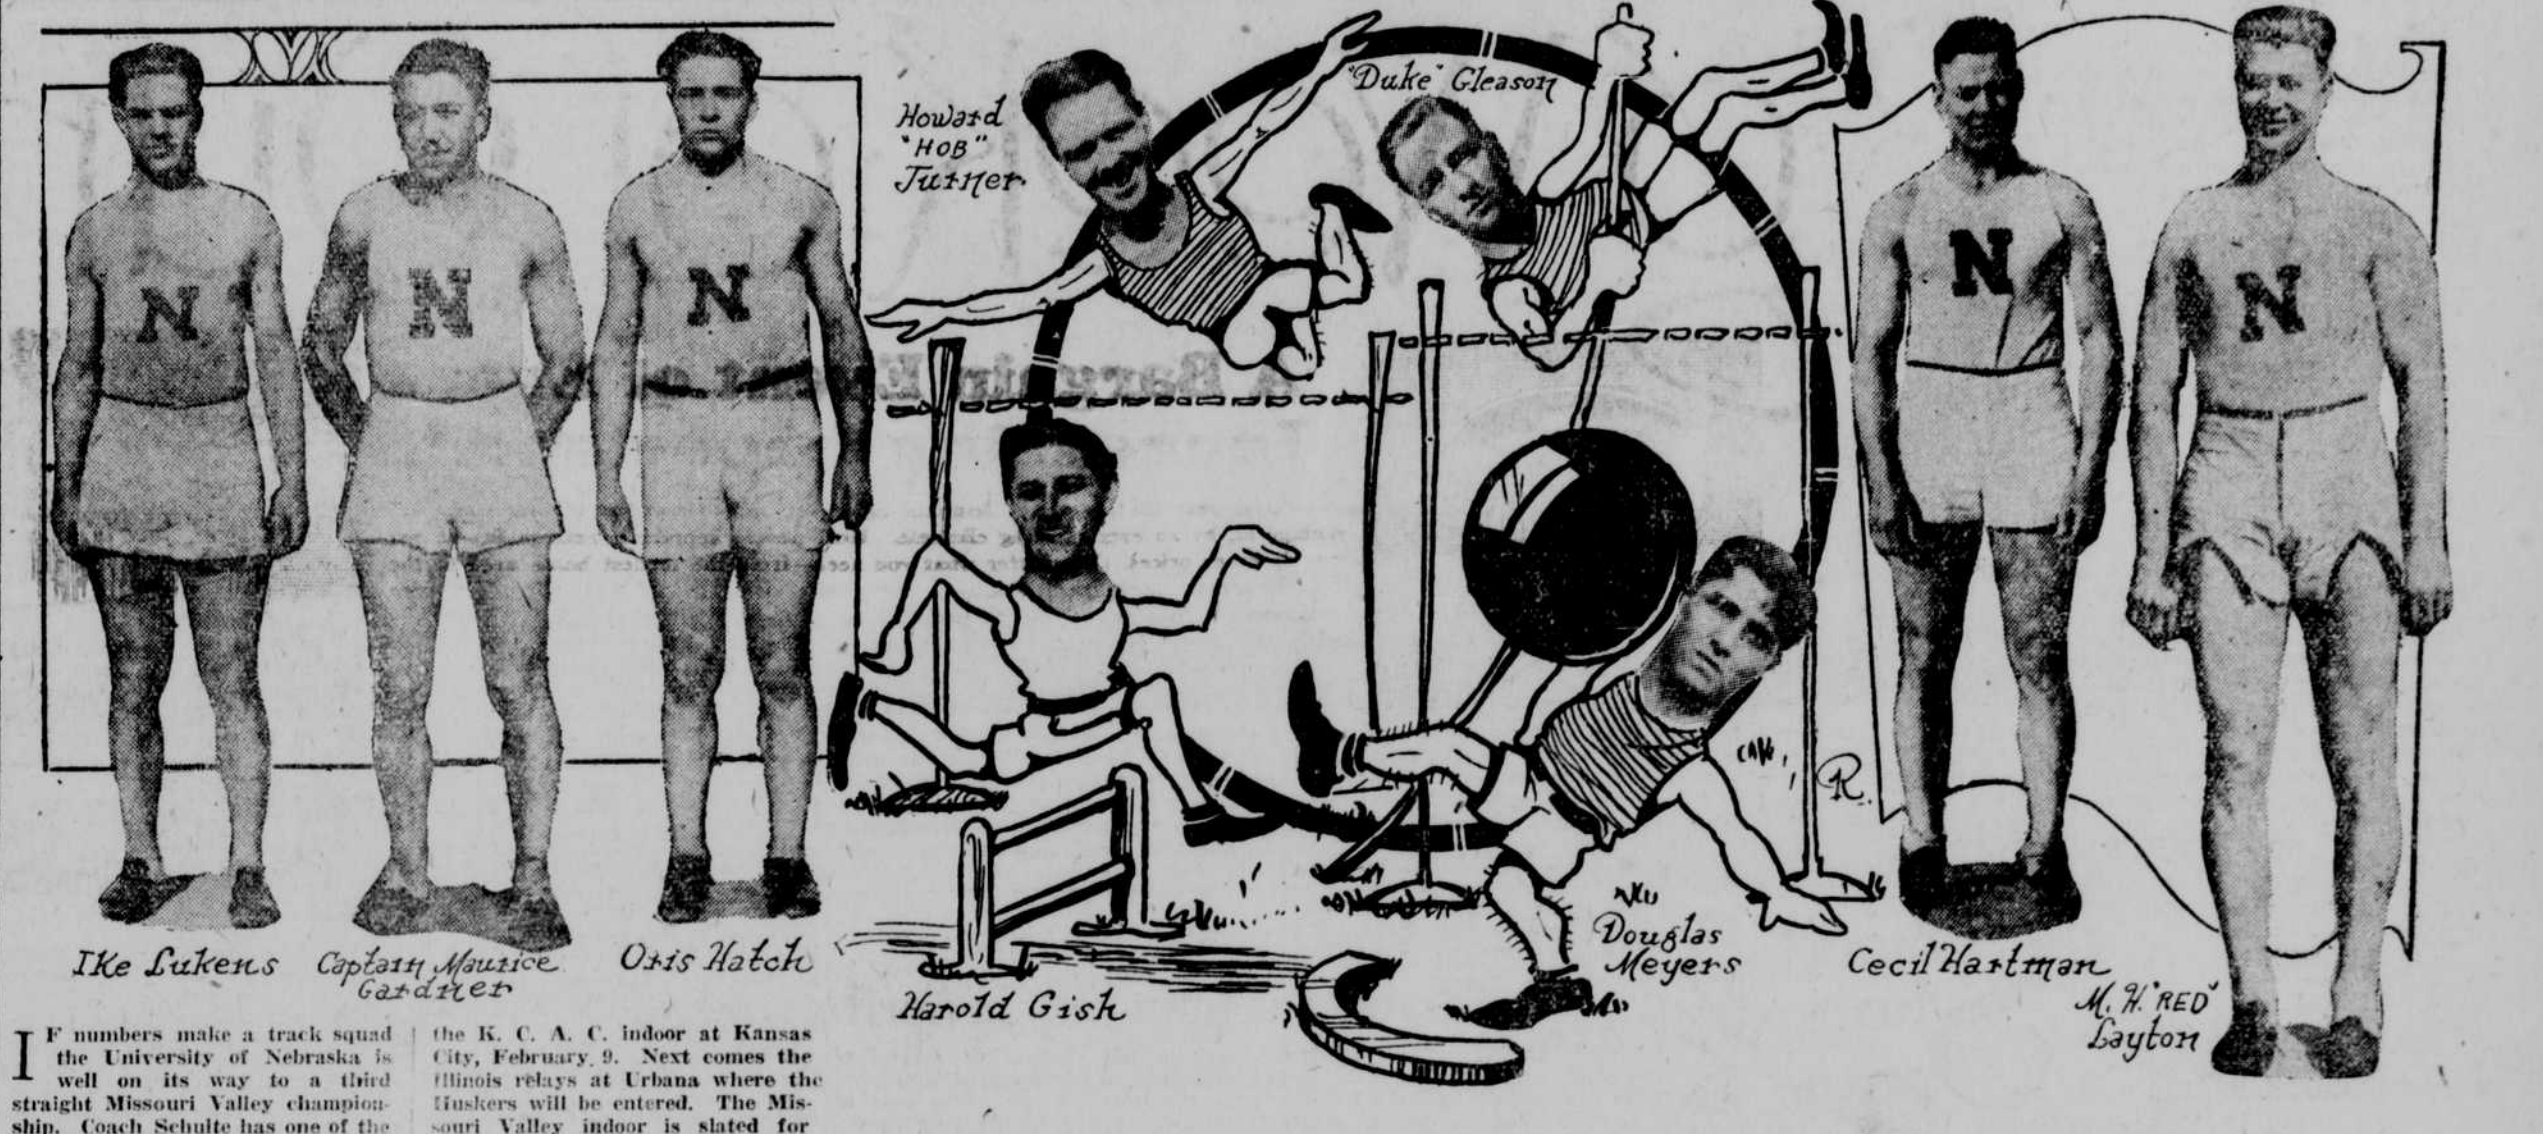 Howard
"HOB"
Turner
"Duke" Gleason
N
N
N
N
N
R.
Ike Lukens
Captain Maurice
Gardner
Oris Hatch
Harold Gish
Douglas
Meyers
Cecil Hartman
M. H. "RED"
Layton
IF numbers make a track squad
the University of Nebraska is
well on its way to a third
straight Missouri Valley champion-
ship. Coach Schulte has one of the
the K. C. A. C. indoor at Kansas
City, February 9. Next comes the
Illinois relays at Urbana where the
Huskers will be entered. The Mis-
souri Valley indoor is slated for